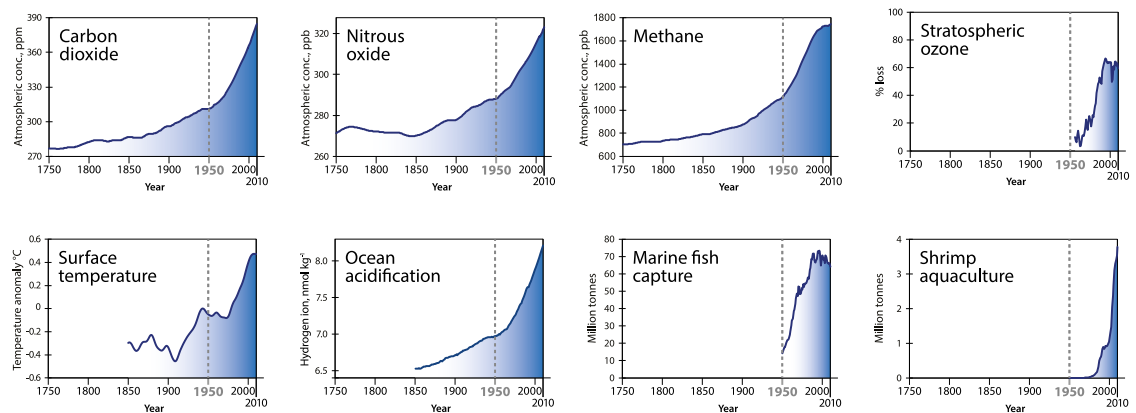 Carbon
dioxide
Atmospheric conc., ppm
390
360
330
300
270
1750 1800 1850 1900 1950 2000
2010
Year
Nitrous
oxide
Atmospheric conc., ppb
320
300
280
260
1750 1800 1850 1900 1950 2000
2010
Year
Methane
Atmospheric conc., ppb
1800
1600
1400
1200
1000
800
600
1750 1800 1850 1900 1950 2000
2010
Year
Stratospheric
ozone
% loss
100
80
60
40
20
0
1750 1800 1850 1900 1950 2000
2010
Year
Surface
temperature
Temperature anomaly °C
0.6
0.4
0.2
0
-0.2
-0.4
-0.6
1750 1800 1850 1900 1950 2000
2010
Year
Ocean
acidification
Hydrogen ion, nmol kg-1
8.0
7.5
7.0
6.5
1750 1800 1850 1900 1950 2000
2010
Year
Marine fish
capture
Million tonnes
80
70
60
50
40
30
20
10
0
1750 1800 1850 1900 1950 2000
2010
Year
Shrimp
aquaculture
Million tonnes
4
3
2
1
0
1750 1800 1850 1900 1950 2000
2010
Year